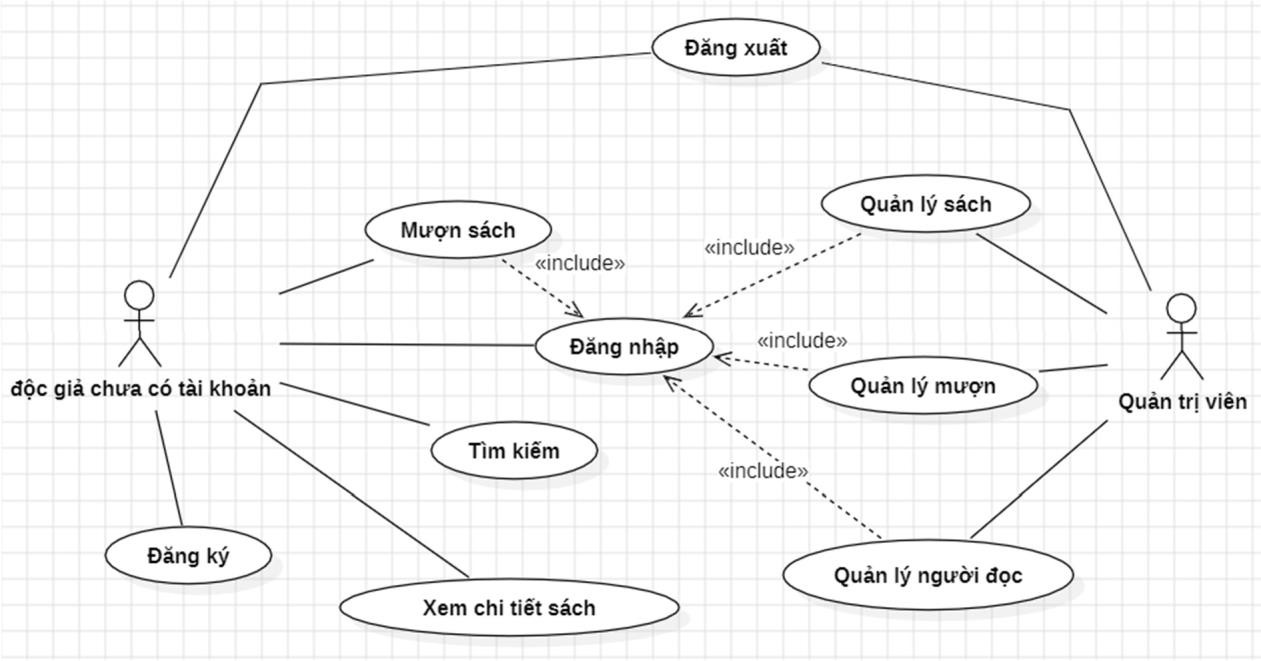 Đăng xuất
Quản lý sách
Mượn sách
«include»
«include»
Đăng nhập
«include»
Quản lý mượn
độc giả chưa có tài khoản
Quản trị viên
Tìm kiếm
«include»
Đăng ký
Quản lý người đọc
Xem chi tiết sách